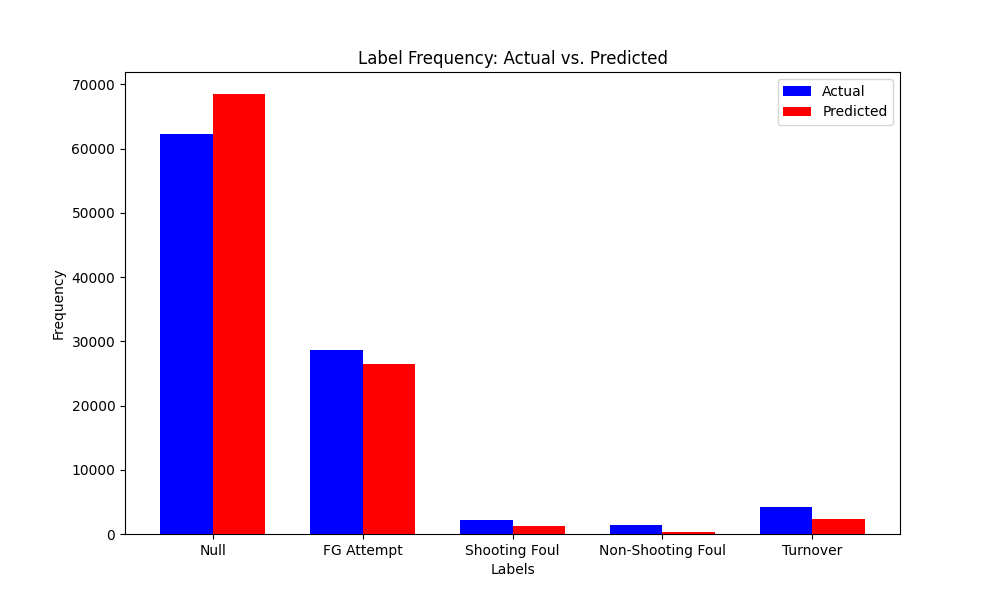 Label Frequency: Actual vs. Predicted
Actual
Predicted
70000
60000
50000
40000
30000
20000
10000
0
Frequency
Null FG Attempt Shooting Foul Non-Shooting Foul Turnover
Labels